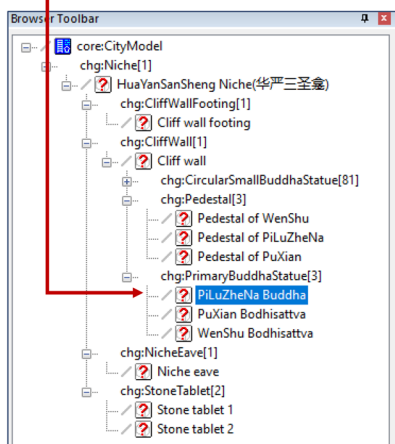 Browser Toolbar
core:CityModel
chg:Niche[1]
HuaYanSanSheng Niche(华严三圣龛)
chg:CliffWallFooting[1]
Cliff wall footing
chg:CliffWall[1]
Cliff wall
chg:CircularSmallBuddhaStatue[81]
chg:Pedestal[3]
Pedestal of WenShu
Pedestal of PiLuZheNa
Pedestal of PuXian
chg:PrimaryBuddhaStatue[3]
PiLuZheNa Buddha
PuXian Bodhisattva
WenShu Bodhisattva
chg:NicheEave[1]
Niche eave
chg:StoneTablet[2]
Stone tablet 1
Stone tablet 2